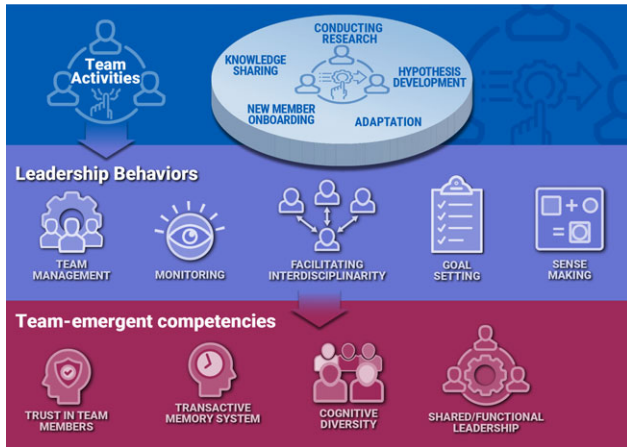 Team
Activities
CONDUCTING
RESEARCH
KNOWLEDGE
SHARING
HYPOTHESIS
DEVELOPMENT
NEW MEMBER
ONBOARDING
ADAPTATION
Leadership Behaviors
TEAM
MANAGEMENT
MONITORING
FACILITATING
INTERDISCIPLINARITY
GOAL
SETTING
SENSE
MAKING
Team-emergent competencies
TRUST IN TEAM
MEMBERS
TRANSACTIVE
MEMORY SYSTEM
COGNITIVE
DIVERSITY
SHARED/FUNCTIONAL
LEADERSHIP